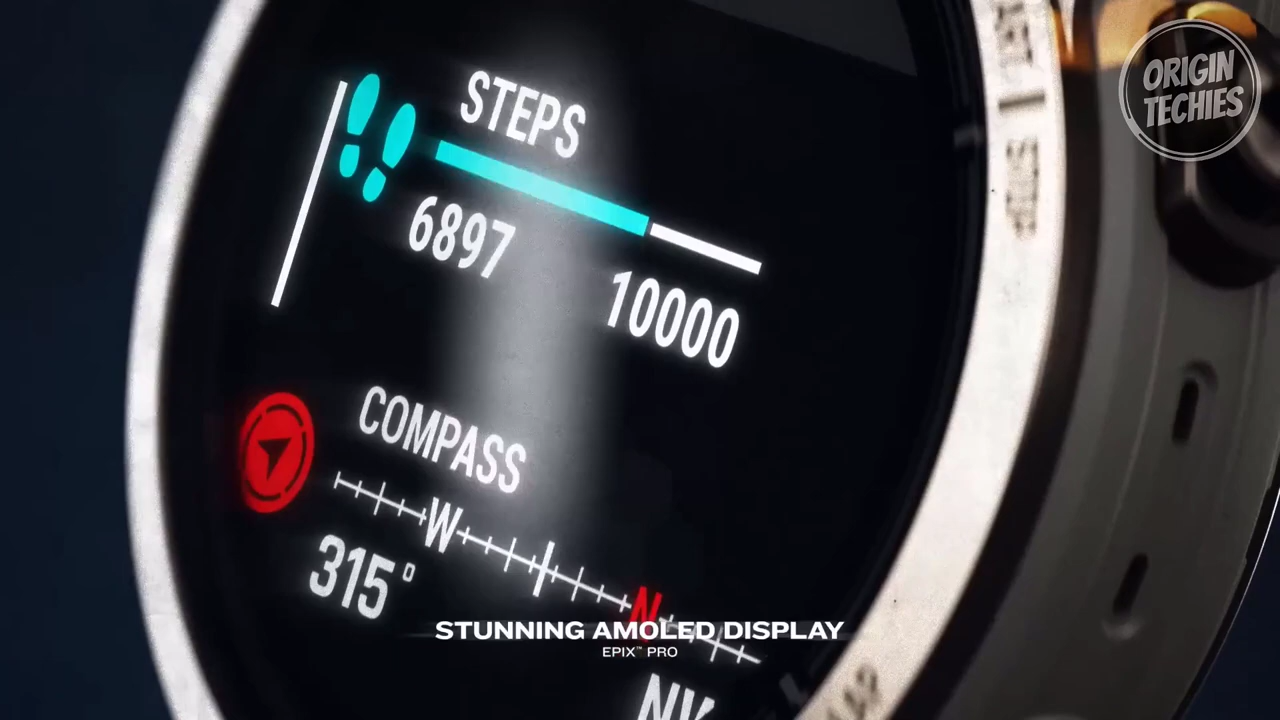 ORIGIN
TECHIES
STEPS
6897
10000
COMPASS
W
N
315°
STUNNING AMOLED DISPLAY
EPIX™ PRO